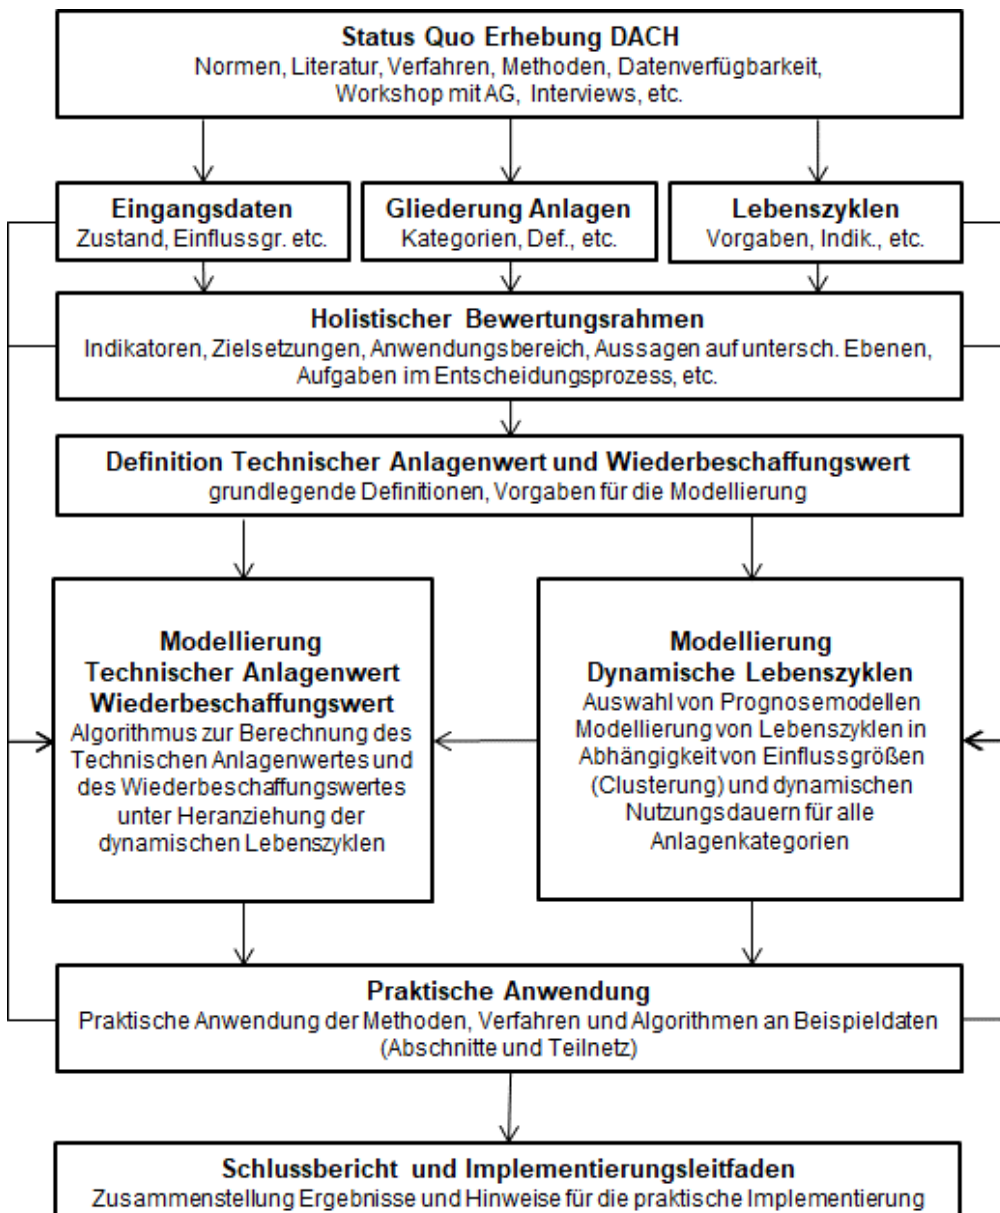 Status Quo Erhebung DACH
Normen, Literatur, Verfahren, Methoden, Datenverfügbarkeit,
Workshop mit AG, Interviews, etc.
Eingangsdaten
Zustand, Einflussgr. etc.
Gliederung Anlagen
Kategorien, Def., etc.
Lebenszyklen
Vorgaben, Indik., etc.
Holistischer Bewertungsrahmen
Indikatoren, Zielsetzungen, Anwendungsbereich, Aussagen auf untersch. Ebenen,
Aufgaben im Entscheidungsprozess, etc.
Definition Technischer Anlagenwert und Wiederbeschaffungswert
grundlegende Definitionen, Vorgaben für die Modellierung
Modellierung
Technischer Anlagenwert
Wiederbeschaffungswert
Algorithmus zur Berechnung des
Technischen Anlagenwertes und
des Wiederbeschaffungswertes
unter Heranziehung der
dynamischen Lebenszyklen
Modellierung
Dynamische Lebenszyklen
Auswahl von Prognosemodellen
Modellierung von Lebenszyklen in
Abhängigkeit von Einflussgrößen
(Clusterung) und dynamischen
Nutzungsdauern für alle
Anlagenkategorien
Praktische Anwendung
Praktische Anwendung der Methoden, Verfahren und Algorithmen an Beispieldaten
(Abschnitte und Teilnetz)
Schlussbericht und Implementierungsleitfaden
Zusammenstellung Ergebnisse und Hinweise für die praktische Implementierung